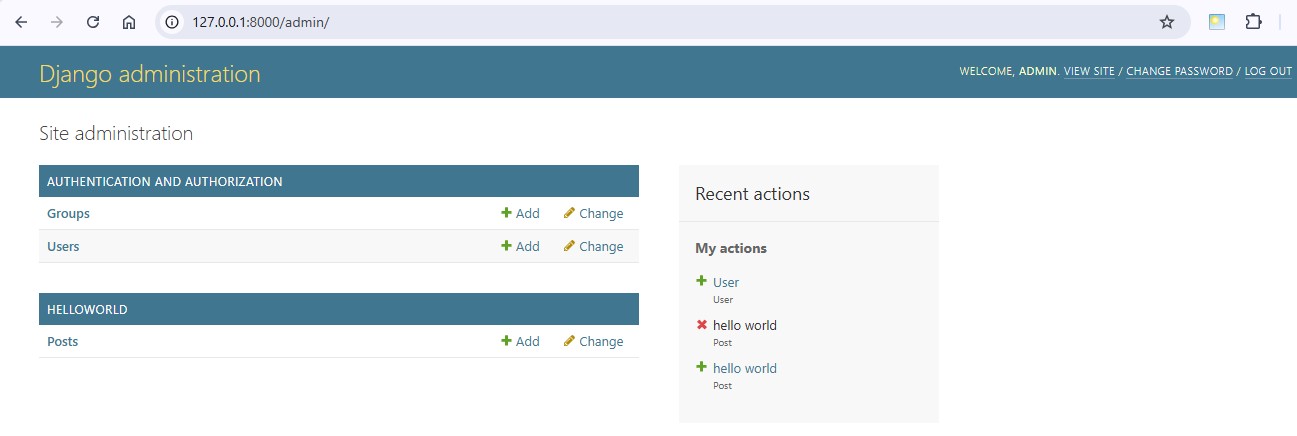 127.0.0.1:8000/admin/
Django administration
WELCOME, ADMIN. VIEW SITE / CHANGE PASSWORD / LOG OUT
Site administration
AUTHENTICATION AND AUTHORIZATION
Groups Add Change
Users Add Change
HELLOWORLD
Posts Add Change
Recent actions
My actions
User
User
hello world
Post
hello world
Post